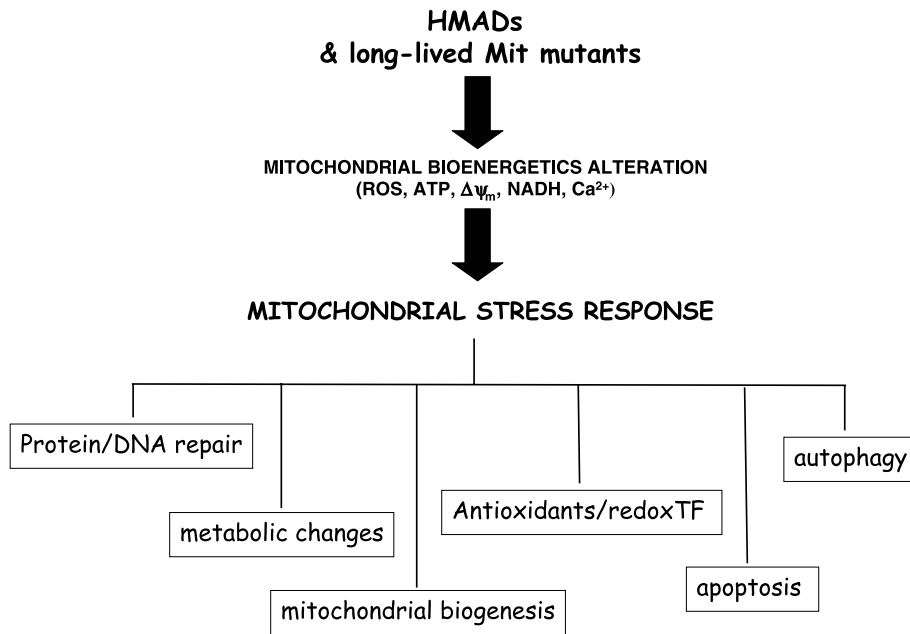 HMADs
& long-lived Mit mutants
MITOCHONDRIAL BIOENERGETICS ALTERATION
(ROS, ATP, Δψm, NADH, Ca²⁺)
MITOCHONDRIAL STRESS RESPONSE
Protein/DNA repair
autophagy
Antioxidants/redoxTF
metabolic changes
apoptosis
mitochondrial biogenesis